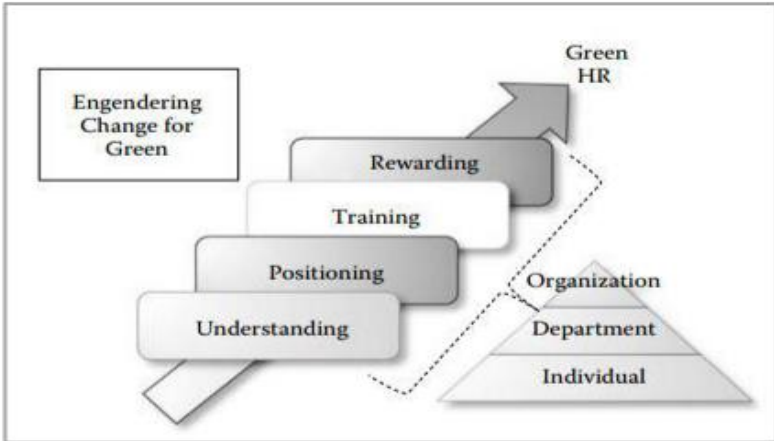 Green
HR
Engendering
Change for
Green
Rewarding
Training
Positioning
Understanding
Organization
Department
Individual